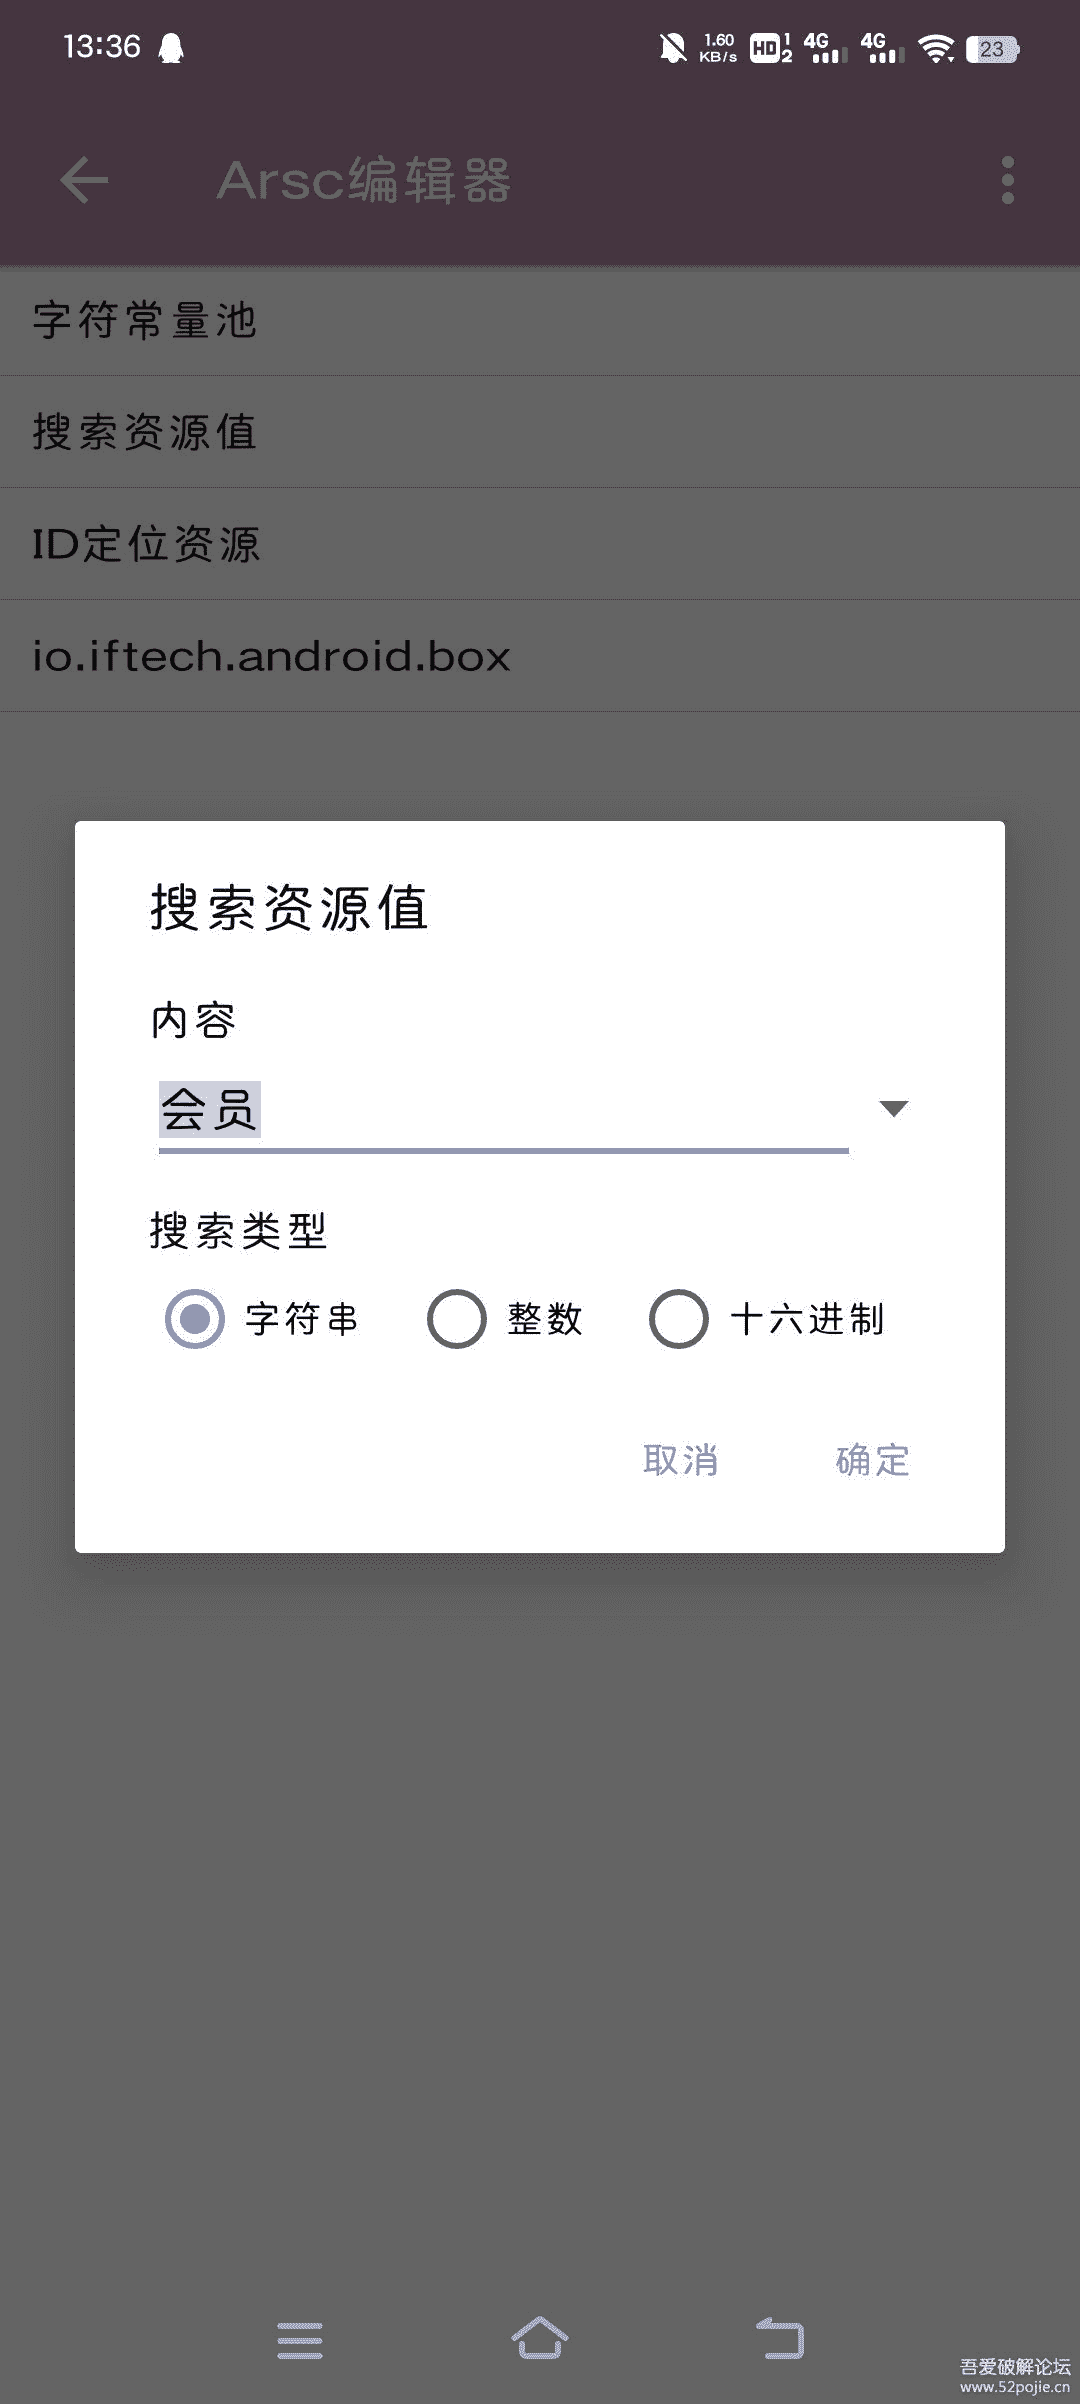 13:36
1.60
KB/s
HD 1 2
4G
4G
23
Arsc编辑器
字符常量池
搜索资源值
ID定位资源
io.iftech.android.box
搜索资源值
内容
会员
搜索类型
字符串 整数 十六进制
取消 确定
吾爱破解论坛
www.52pojie.cn